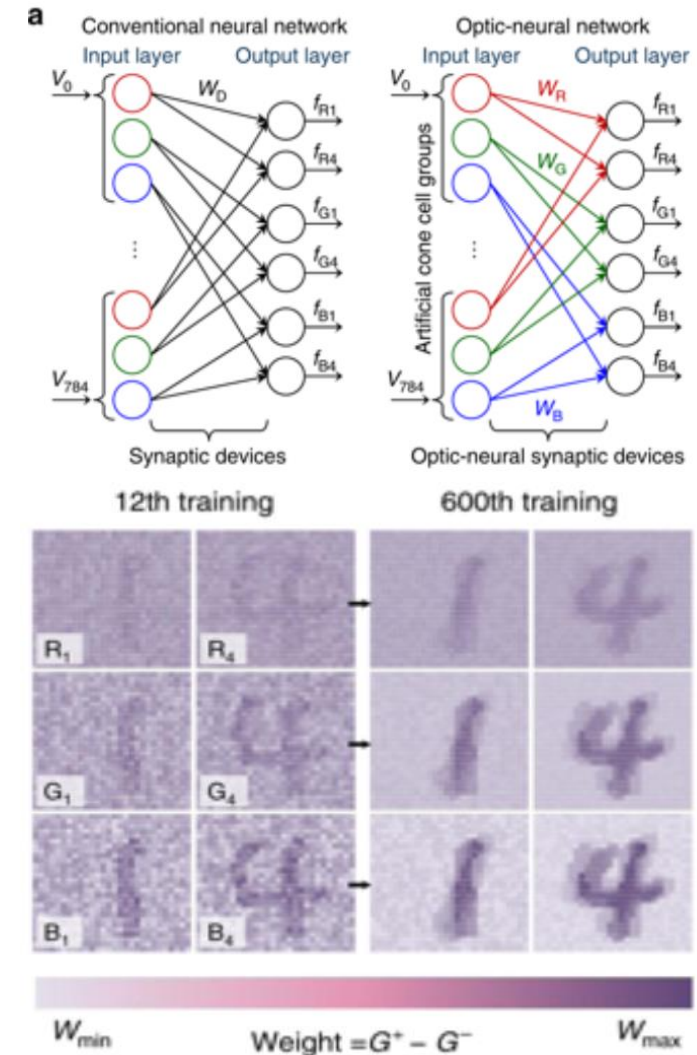 a
Conventional neural network
Input layer Output layer
V0
WD
fR1
fR4
fG1
fG4
fB1
fB4
⋮
V784
Synaptic devices
Optic-neural network
Input layer Output layer
V0
WR
WG
WB
Artificial cone cell groups
fR1
fR4
fG1
fG4
fB1
fB4
⋮
V784
Optic-neural synaptic devices
12th training 600th training
R1 R4
G1 G4
B1 B4
Wmin Weight =G+ − G− Wmax